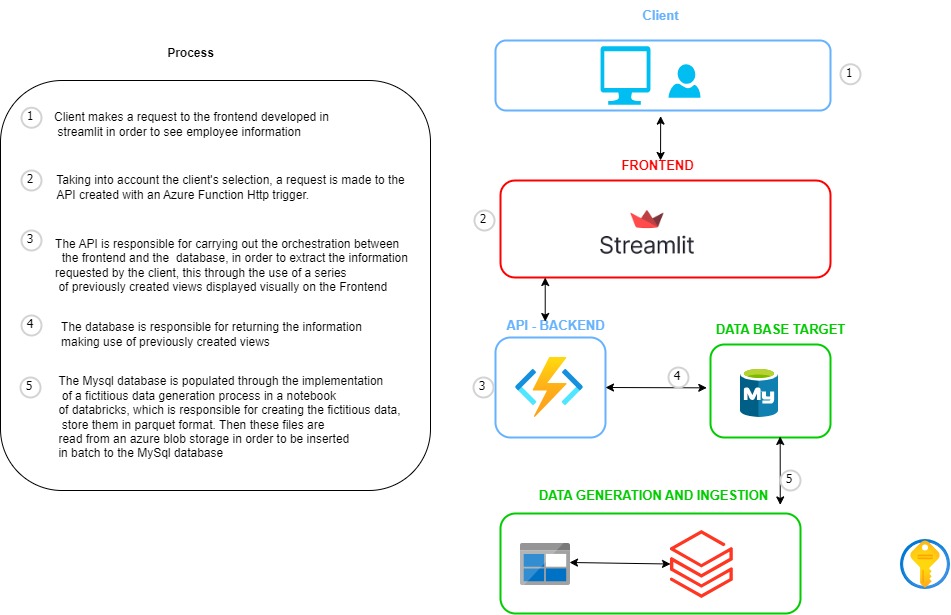 Process
1
Client makes a request to the frontend developed in
streamlit in order to see employee information
2
Taking into account the client's selection, a request is made to the
API created with an Azure Function Http trigger.
3
The API is responsible for carrying out the orchestration between
the frontend and the database, in order to extract the information
requested by the client, this through the use of a series
of previously created views displayed visually on the Frontend
4
The database is responsible for returning the information
making use of previously created views
5
The Mysql database is populated through the implementation
of a fictitious data generation process in a notebook
of databricks, which is responsible for creating the fictitious data,
store them in parquet format. Then these files are
read from an azure blob storage in order to be inserted
in batch to the MySql database
Client
1
FRONTEND
2
Streamlit
API - BACKEND
3
4
DATA BASE TARGET
My
5
DATA GENERATION AND INGESTION